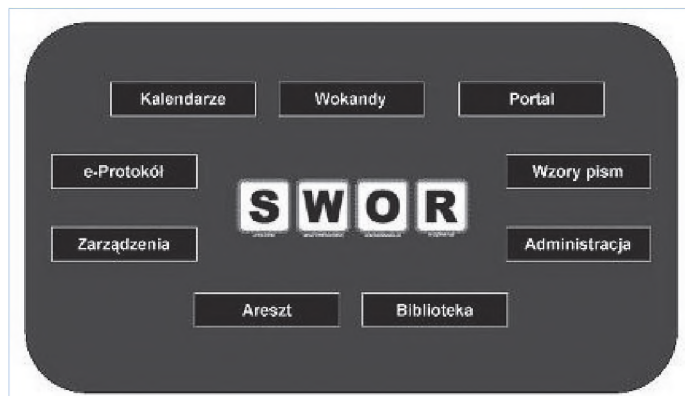 Kalendarze Wokandy Portal
e-Protokół Wzory pism
SWOR
Zarządzenia Administracja
Areszt Biblioteka